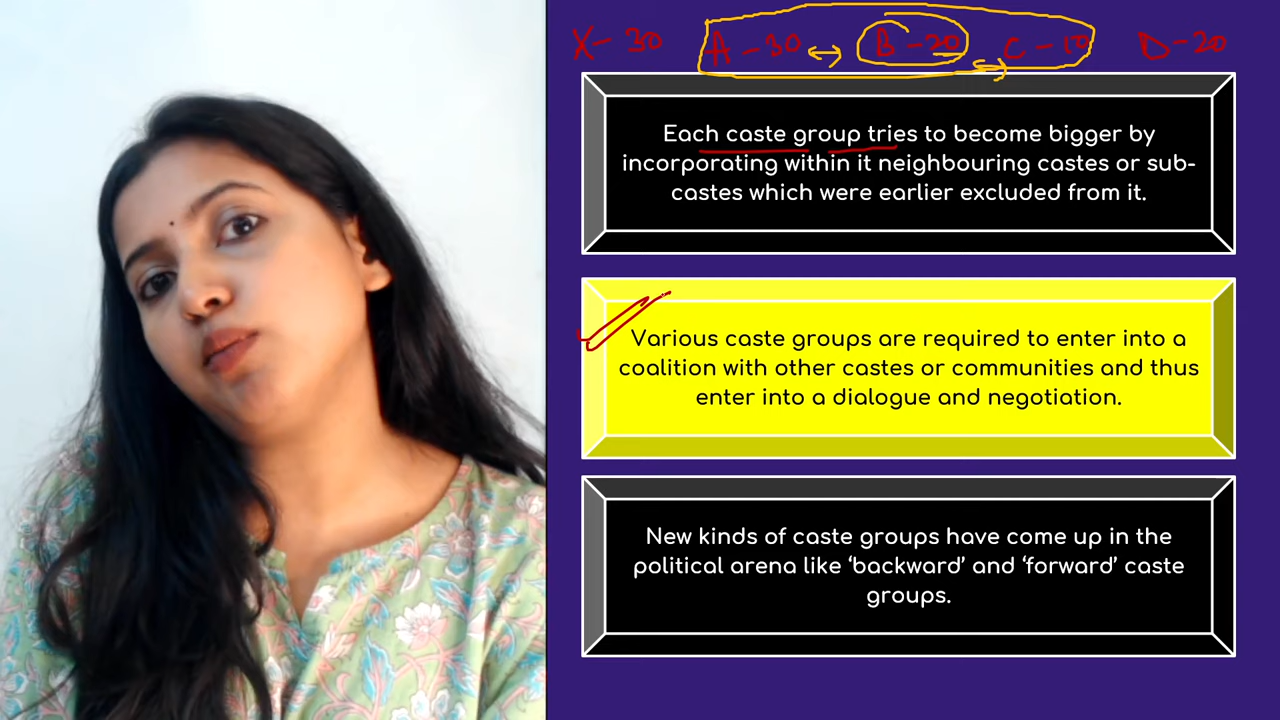 X - 30 A - 30 ↔ B - 20 ↔ C - 10 D - 20
Each caste group tries to become bigger by
incorporating within it neighbouring castes or sub-
castes which were earlier excluded from it.
Various caste groups are required to enter into a
coalition with other castes or communities and thus
enter into a dialogue and negotiation.
New kinds of caste groups have come up in the
political arena like ‘backward’ and ‘forward’ caste
groups.